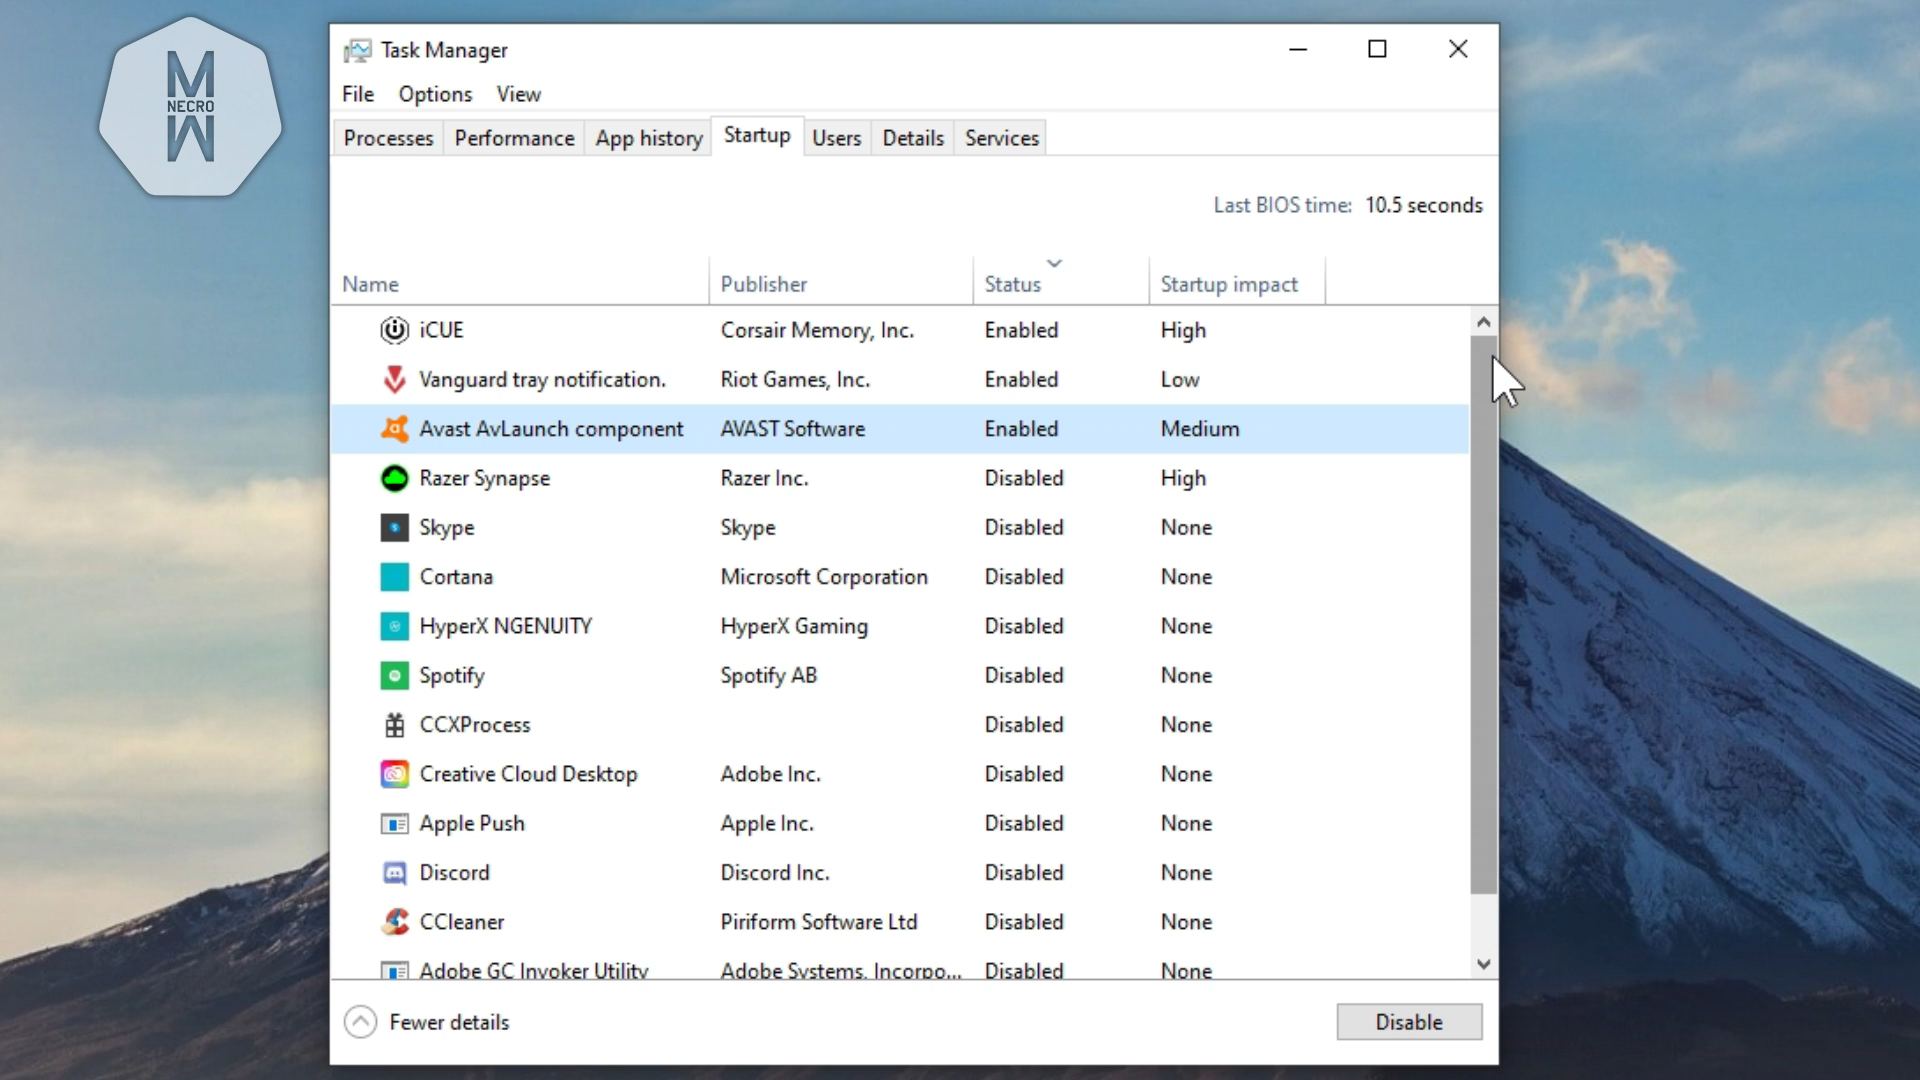 M
NECRO
M
Task Manager
File Options View
Processes Performance App history Startup Users Details Services
Last BIOS time: 10.5 seconds
Name Publisher Status Startup impact
iCUE Corsair Memory, Inc. Enabled High
Vanguard tray notification. Riot Games, Inc. Enabled Low
Avast AvLaunch component AVAST Software Enabled Medium
Razer Synapse Razer Inc. Disabled High
Skype Skype Disabled None
Cortana Microsoft Corporation Disabled None
HyperX NGENUITY HyperX Gaming Disabled None
Spotify Spotify AB Disabled None
CCXProcess Disabled None
Creative Cloud Desktop Adobe Inc. Disabled None
Apple Push Apple Inc. Disabled None
Discord Discord Inc. Disabled None
CCleaner Piriform Software Ltd Disabled None
Adobe GC Invoker Utility Adobe Systems, Incorpo... Disabled None
Fewer details Disable